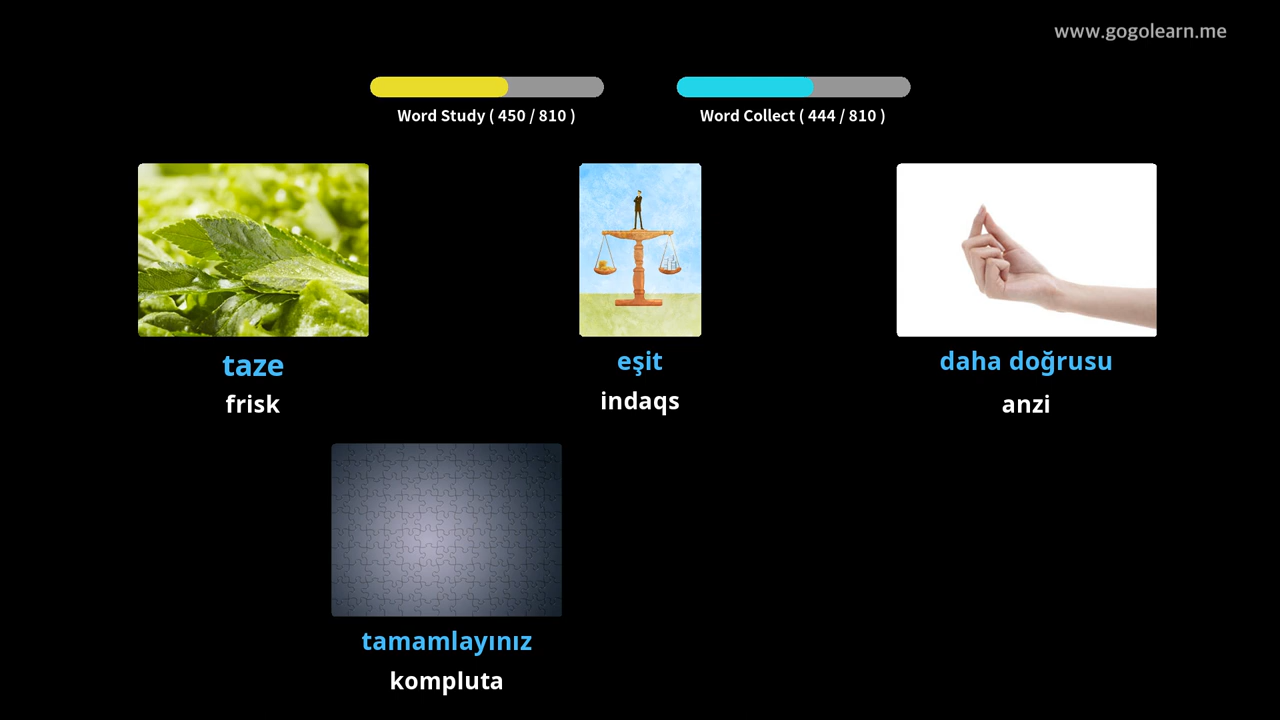 www.gogolearn.me
Word Study ( 450 / 810 )
Word Collect ( 444 / 810 )
taze
frisk
eşit
indaqs
daha doğrusu
anzi
tamamlayınız
kompluta